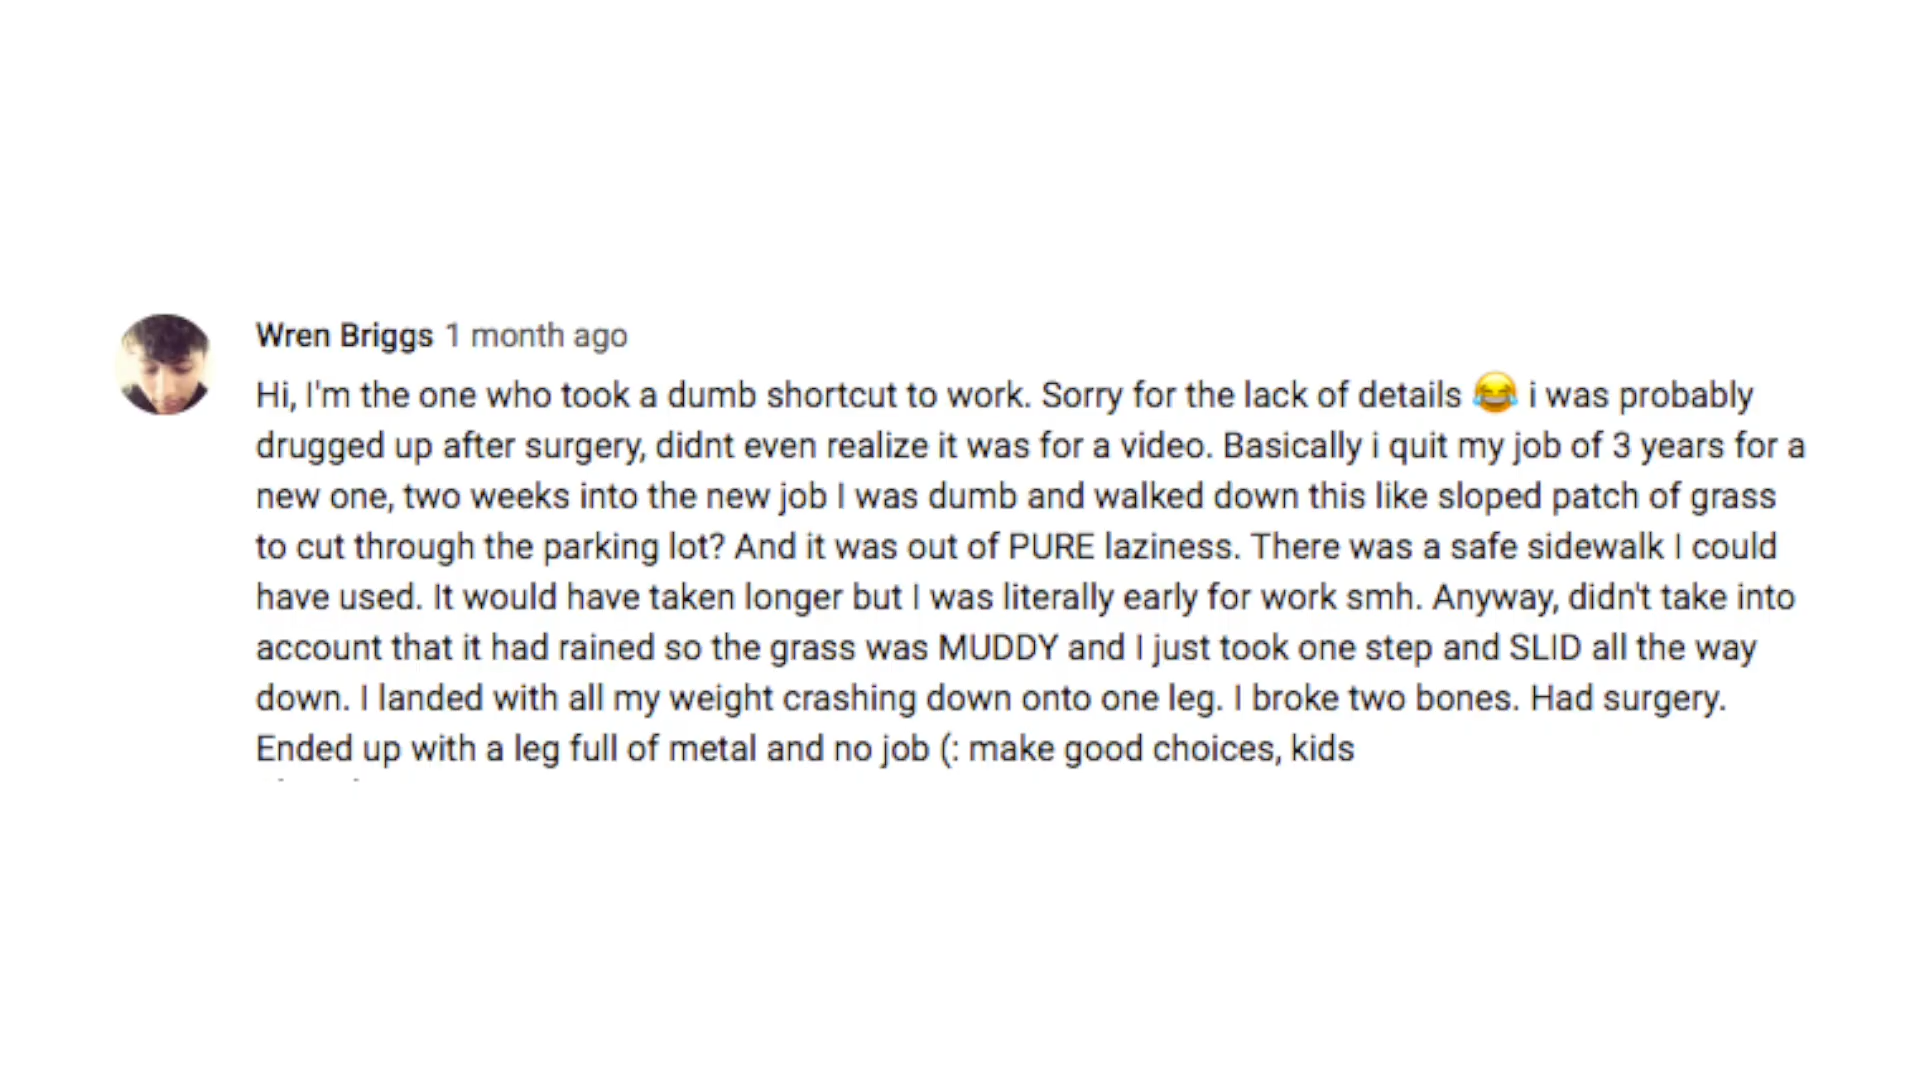 Wren Briggs 1 month ago
Hi, I'm the one who took a dumb shortcut to work. Sorry for the lack of details 😂 i was probably
drugged up after surgery, didnt even realize it was for a video. Basically i quit my job of 3 years for a
new one, two weeks into the new job I was dumb and walked down this like sloped patch of grass
to cut through the parking lot? And it was out of PURE laziness. There was a safe sidewalk I could
have used. It would have taken longer but I was literally early for work smh. Anyway, didn't take into
account that it had rained so the grass was MUDDY and I just took one step and SLID all the way
down. I landed with all my weight crashing down onto one leg. I broke two bones. Had surgery.
Ended up with a leg full of metal and no job (: make good choices, kids